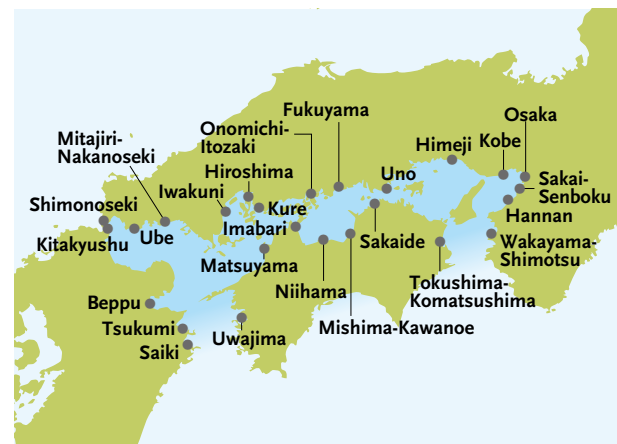 Fukuyama
Osaka
Onomichi-
Itozaki
Himeji
Kobe
Mitajiri-
Nakanoseki
Hiroshima
Uno
Sakai-
Senboku
Iwakuni
Shimonoseki
Kure
Hannan
Imabari
Kitakyushu
Ube
Sakaide
Wakayama-
Shimotsu
Matsuyama
Niihama
Tokushima-
Komatsushima
Beppu
Mishima-Kawanoe
Tsukumi
Uwajima
Saiki